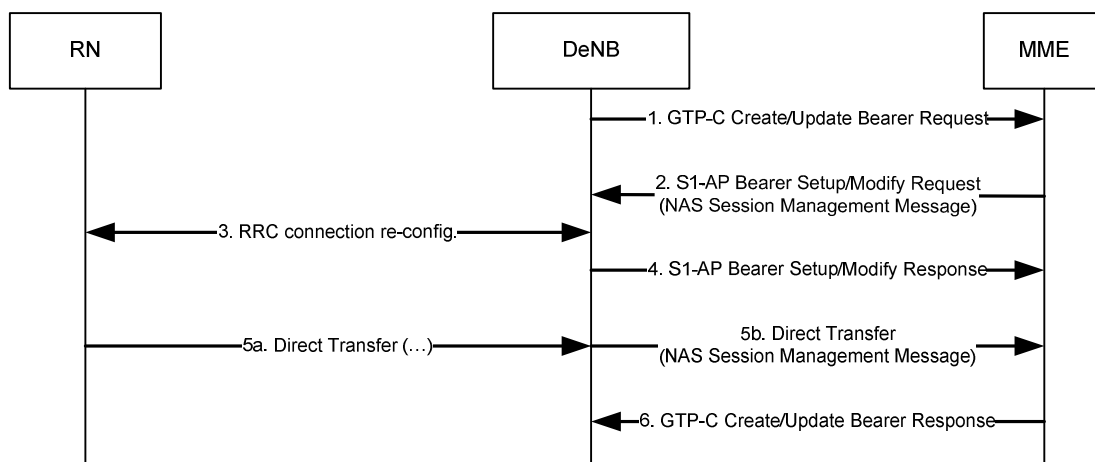 RN
DeNB
MME
1. GTP-C Create/Update Bearer Request
2. S1-AP Bearer Setup/Modify Request
(NAS Session Management Message)
3. RRC connection re-config.
4. S1-AP Bearer Setup/Modify Response
5a. Direct Transfer (…)
5b. Direct Transfer
(NAS Session Management Message)
6. GTP-C Create/Update Bearer Response